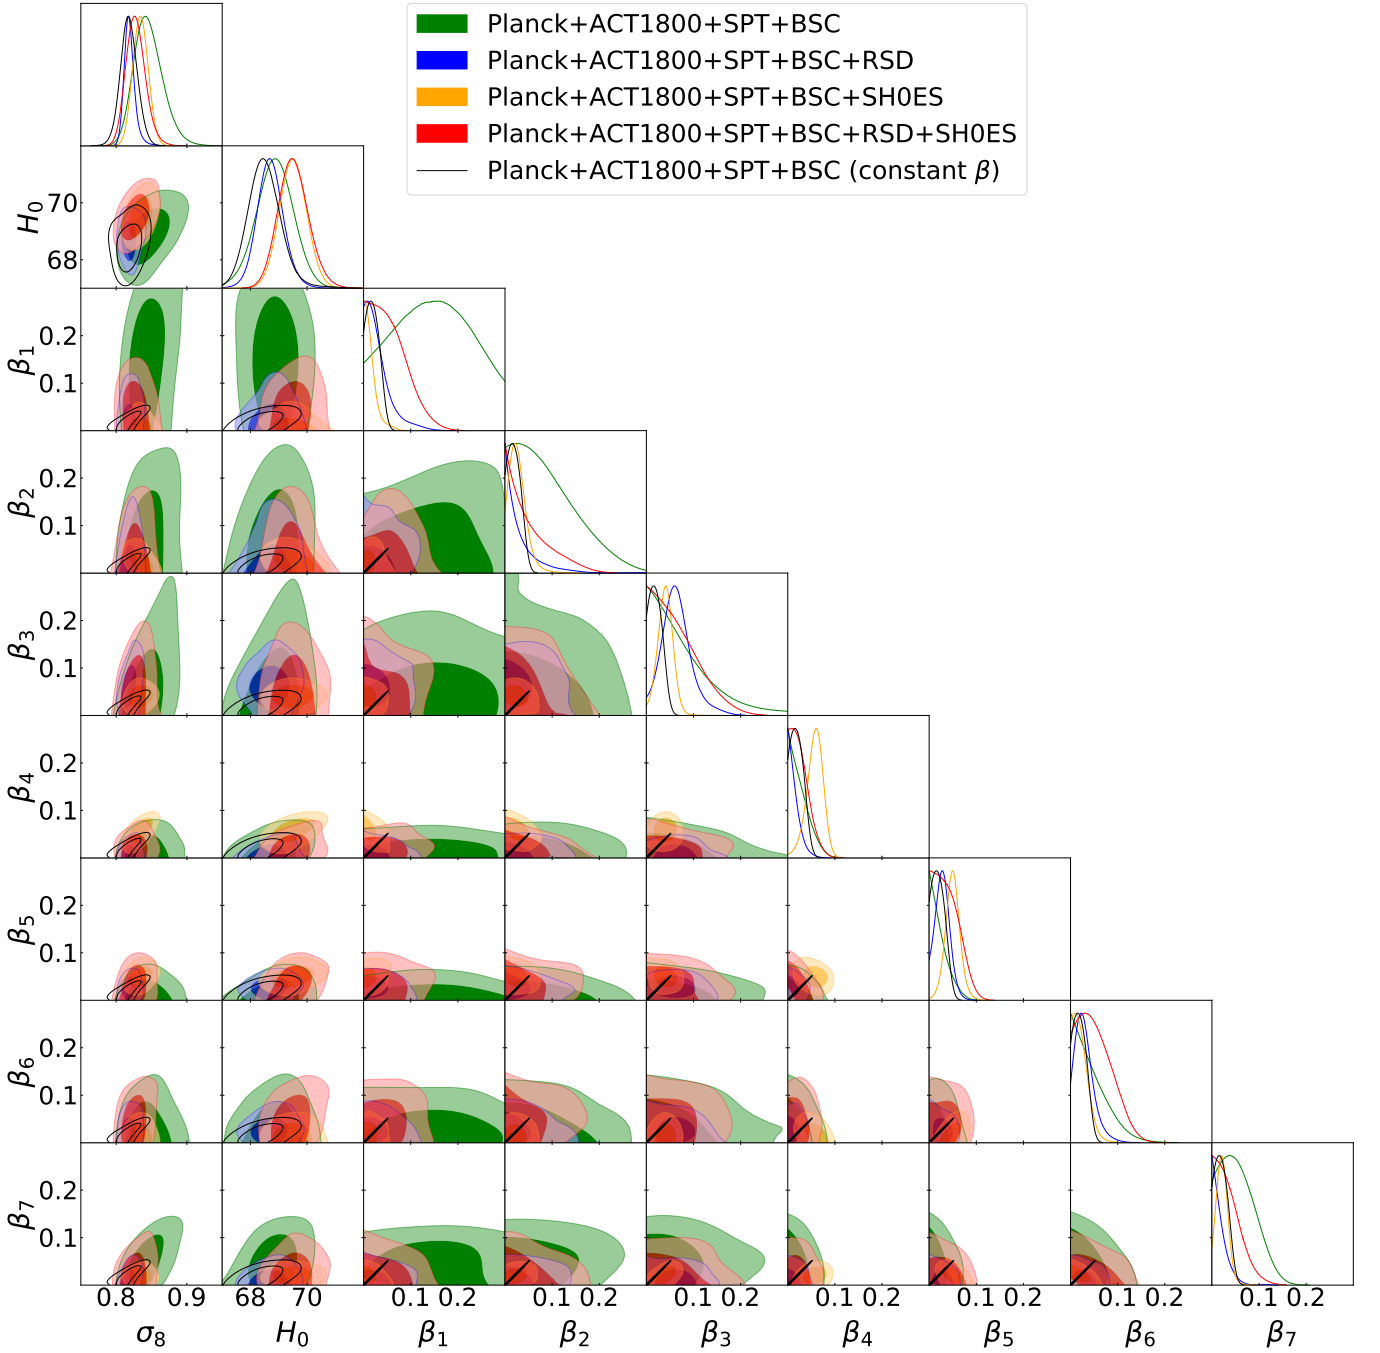 Planck+ACT1800+SPT+BSC
Planck+ACT1800+SPT+BSC+RSD
Planck+ACT1800+SPT+BSC+SH0ES
Planck+ACT1800+SPT+BSC+RSD+SH0ES
Planck+ACT1800+SPT+BSC (constant β)
70
68
H₀
0.2
0.1
β₁
0.2
0.1
β₂
0.2
0.1
β₃
0.2
0.1
β₄
0.2
0.1
β₅
0.2
0.1
β₆
0.2
0.1
β₇
0.8 0.9 68 70 0.1 0.2 0.1 0.2 0.1 0.2 0.1 0.2 0.1 0.2 0.1 0.2 0.1 0.2
σ₈ H₀ β₁ β₂ β₃ β₄ β₅ β₆ β₇